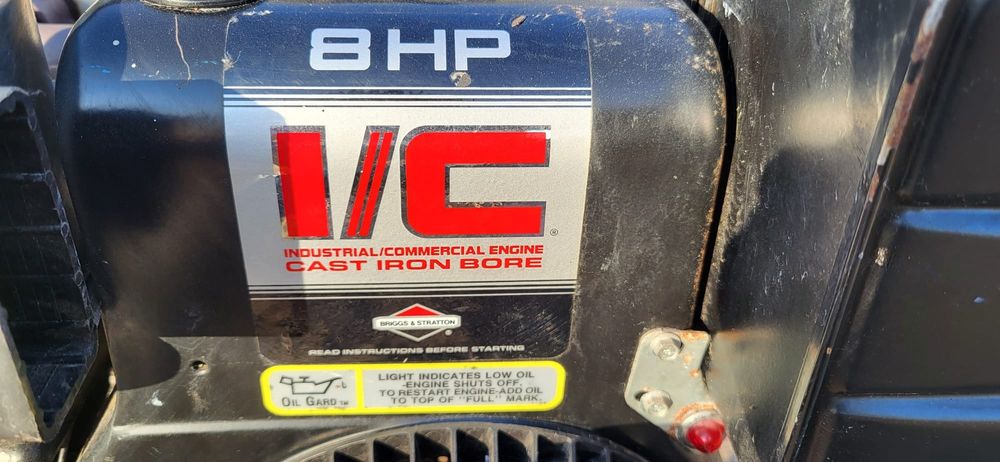 8 HP
I/C®
INDUSTRIAL/COMMERCIAL ENGINE
CAST IRON BORE
BRIGGS & STRATTON®
READ INSTRUCTIONS BEFORE STARTING
OIL GARD™
LIGHT INDICATES LOW OIL
-ENGINE SHUTS OFF.
TO RESTART ENGINE-ADD OIL
TO TOP OF "FULL" MARK.